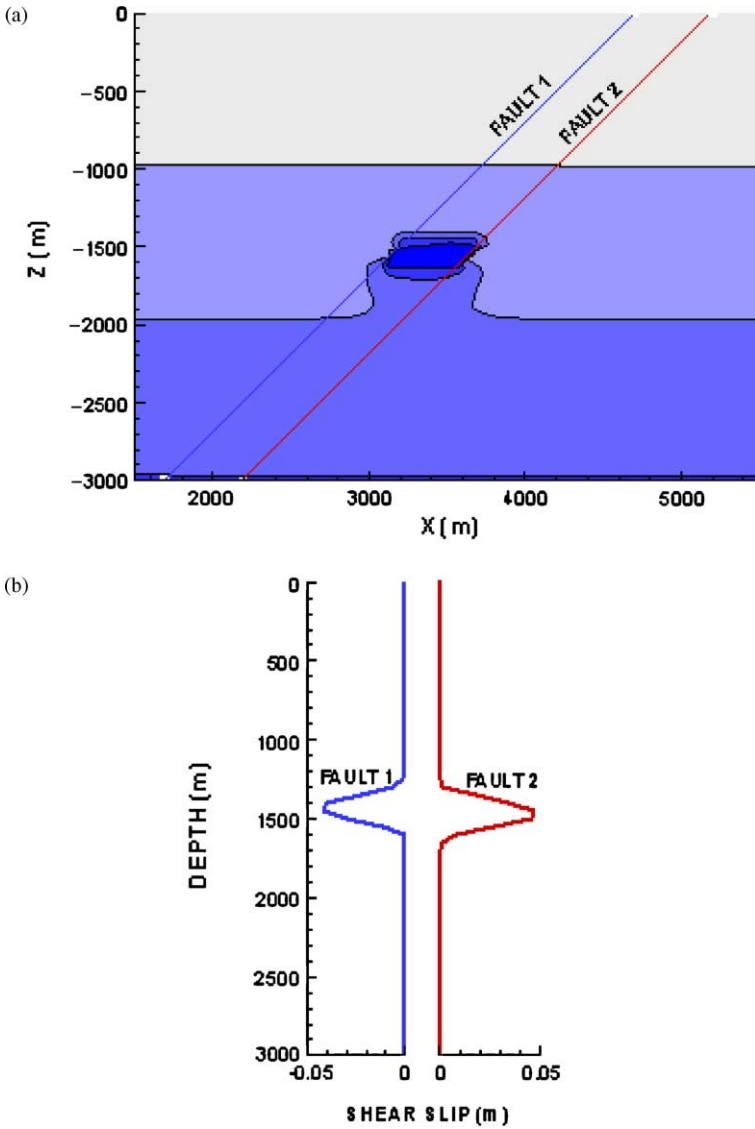 (a)
0
-500
-1000
-1500
-2000
-2500
-3000
Z (m)
FAULT 1
FAULT 2
2000 3000 4000 5000
X ( m )
(b)
0
500
1000
1500
2000
2500
3000
DEPTH (m)
FAULT 1
FAULT 2
-0.05 0 0 0.05
SHEAR SLIP (m)